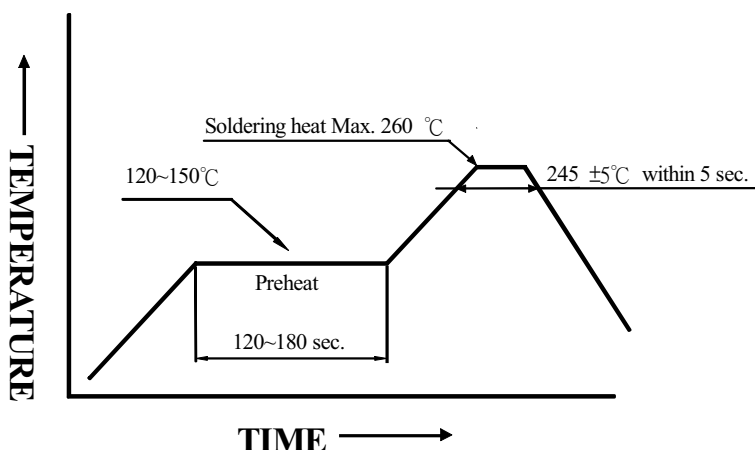 Soldering heat Max. 260 ℃
245 ±5℃ within 5 sec.
120~150℃
Preheat
120~180 sec.
TEMPERATURE
TIME